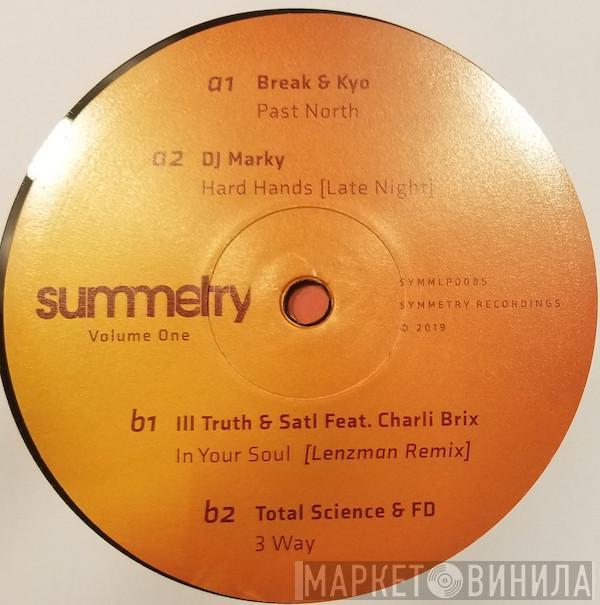 a1 Break & Kyo
Past North
a2 DJ Marky
Hard Hands [Late Night]
summetry
Volume One
SYMMLP008S
SYMMETRY RECORDINGS
© 2019
b1 Ill Truth & Satl Feat. Charli Brix
In Your Soul [Lenzman Remix]
b2 Total Science & FD
3 Way
МАРКЕТ ВИНИЛА